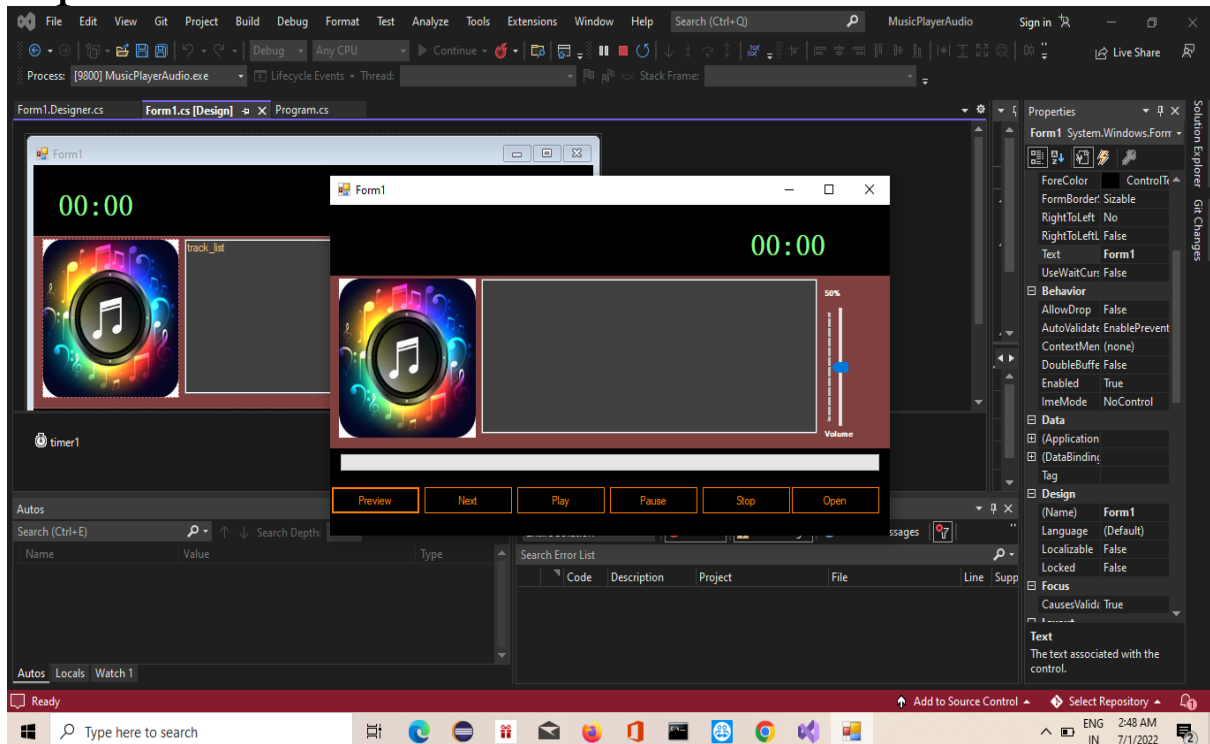 File Edit View Git Project Build Debug Format Test Analyze Tools Extensions Window Help Search (Ctrl+Q) MusicPlayerAudio Sign in
Debug Any CPU Continue Live Share
Process: [9800] MusicPlayerAudio.exe Lifecycle Events Thread: Stack Frame:
Form1.Designer.cs Form1.cs [Design] Program.cs
Form1
00:00
track_list
timer1
Form1
00:00
50%
Volume
Preview Next Play Pause Stop Open
Autos
Search (Ctrl+E) Search Depth:
Name Value Type
Autos Locals Watch 1
ssages
Search Error List
Code Description Project File Line Supp
Properties
Form1 System.Windows.Form
ForeColor ControlTe
FormBorder Sizable
RightToLeft No
RightToLeftL False
Text Form1
UseWaitCurs False
Behavior
AllowDrop False
AutoValidate EnablePrevent
ContextMen (none)
DoubleBuffe False
Enabled True
ImeMode NoControl
Data
(Application
(DataBinding
Tag
Design
(Name) Form1
Language (Default)
Localizable False
Locked False
Focus
CausesValida True
Text
The text associated with the
control.
Solution Explorer
Git Changes
Ready Add to Source Control Select Repository
Type here to search
ENG
IN
2:48 AM
7/1/2022